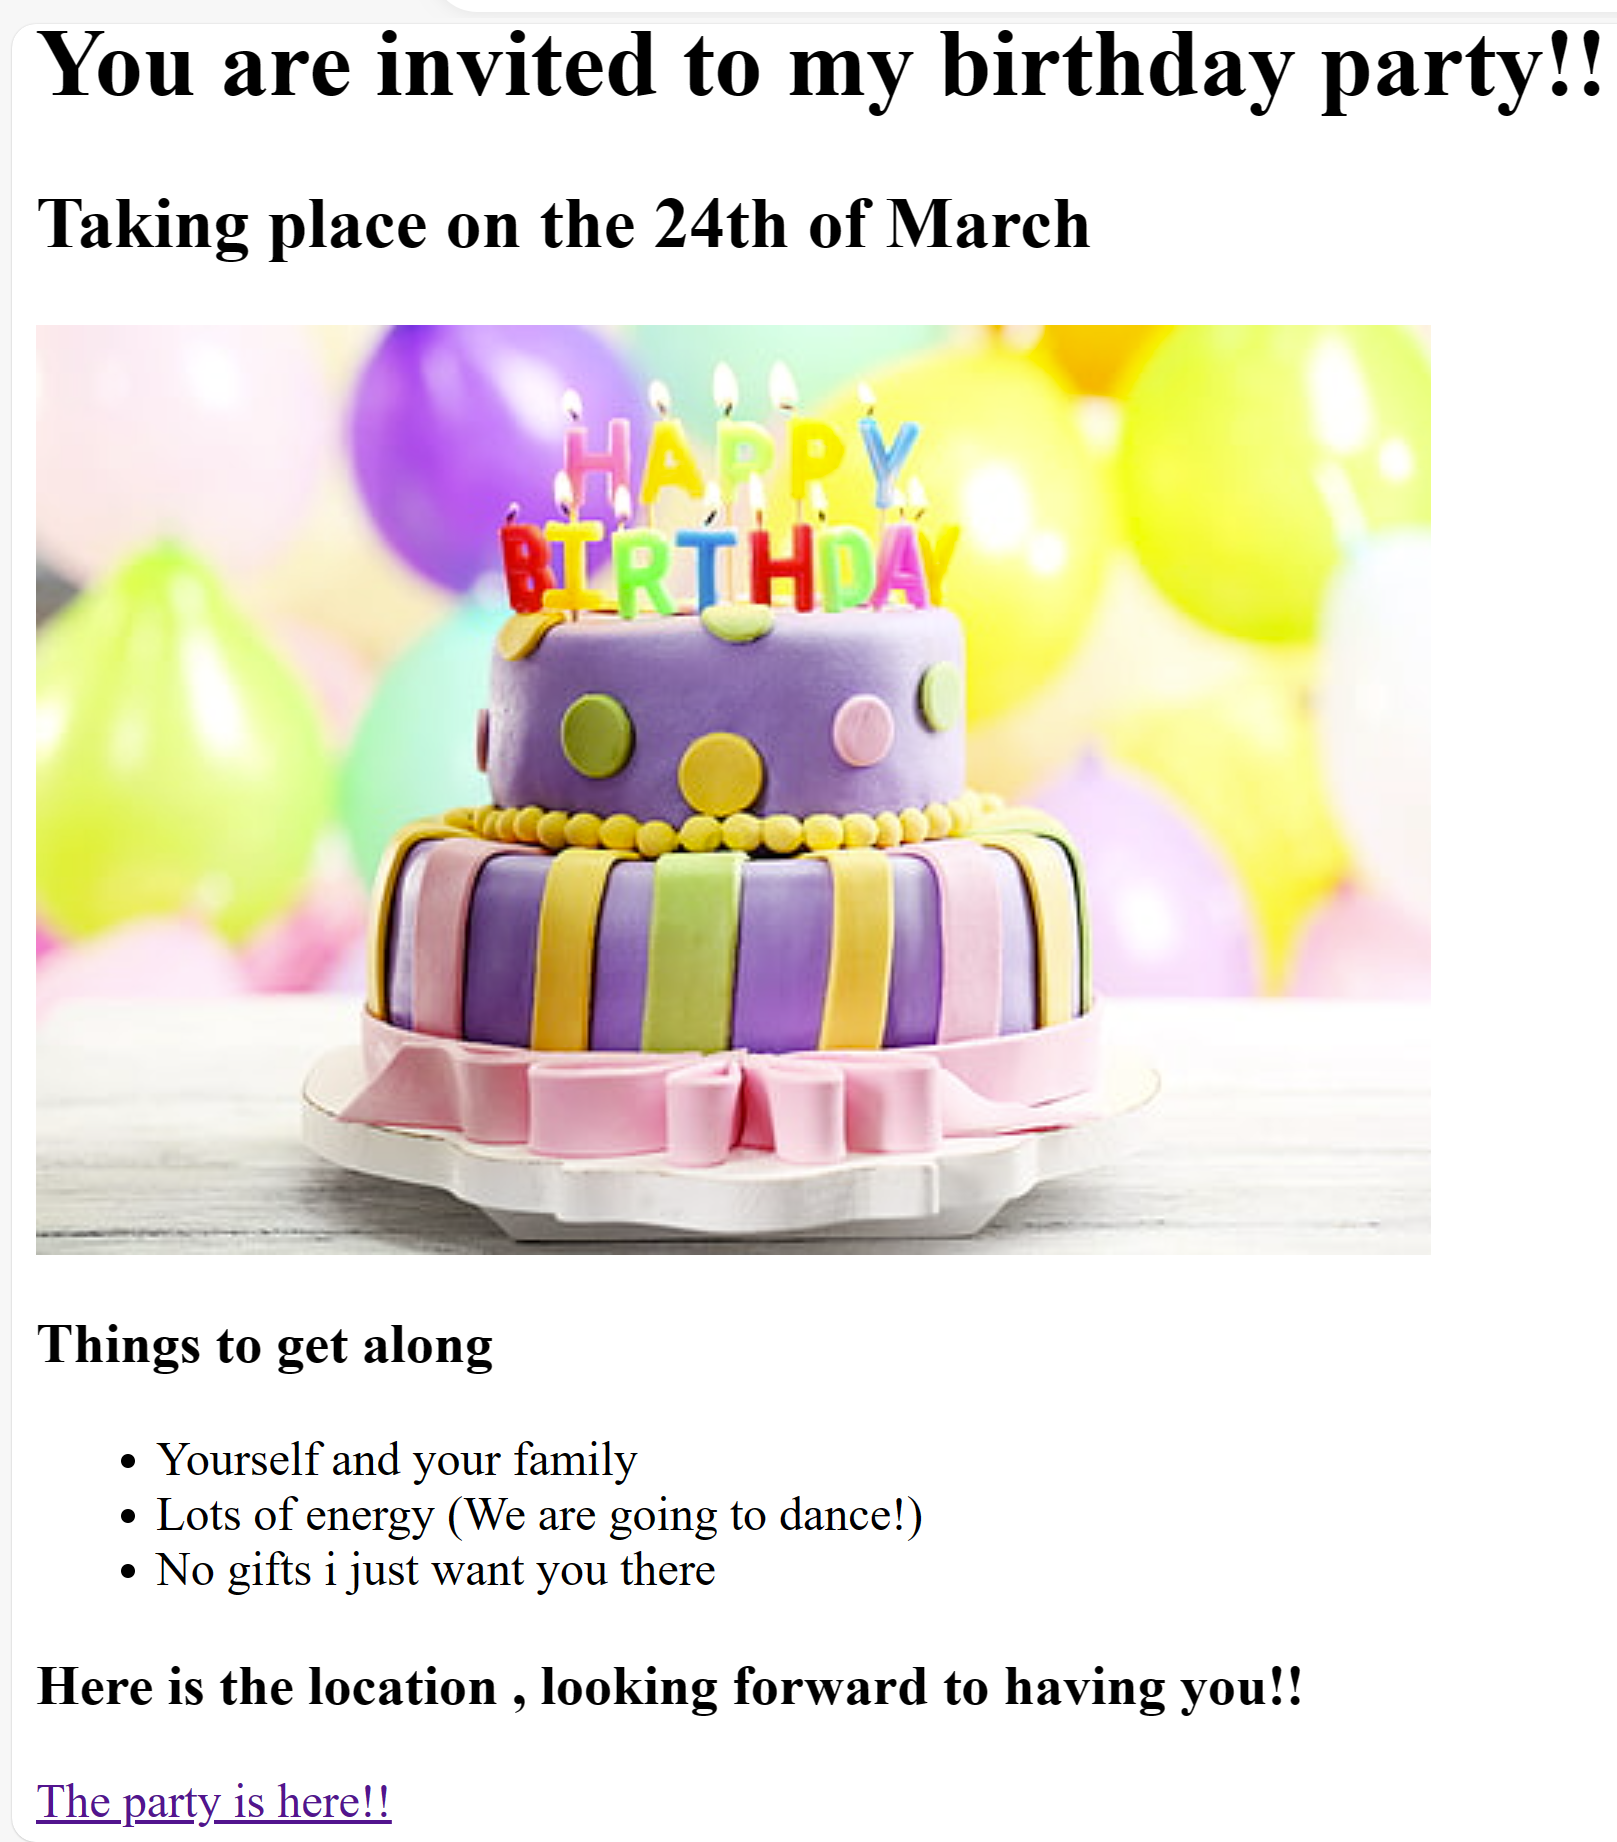 You are invited to my birthday party!!
Taking place on the 24th of March
HAPPY
BIRTHDAY
Things to get along
Yourself and your family
Lots of energy (We are going to dance!)
No gifts i just want you there
Here is the location , looking forward to having you!!
The party is here!!